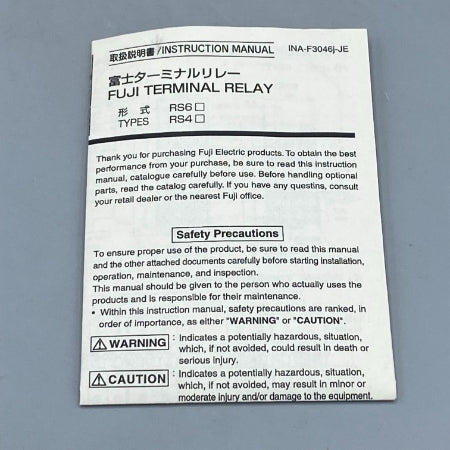 取扱説明書/INSTRUCTION MANUAL INA-F3046j-JE
富士ターミナルリレー
FUJI TERMINAL RELAY
形 式 RS6□
TYPES RS4□
Thank you for purchasing Fuji Electric products. To obtain the best
performance from your purchase, be sure to read this instruction
manual, catalogue carefully before use. Before handling optional
parts, read the catalog carefully. If you have any questins, consult
your retail dealer or the nearest Fuji office.
Safety Precautions
To ensure proper use of the product, be sure to read this manual
and the other attached documents carefully before starting installation,
operation, maintenance, and inspection.
This manual should be given to the person who actually uses the
products and is responsible for their maintenance.
• Within this instruction manual, safety precautions are ranked, in
order of importance, as either "WARNING" or "CAUTION".
⚠WARNING : Indicates a potentially hazardous, situation,
which, if not avoided, could result in death or
serious injury.
⚠CAUTION : Indicates a potentially hazardous, situation,
which, if not avoided, may result in minor or
moderate injury and/or damage to the equipment.